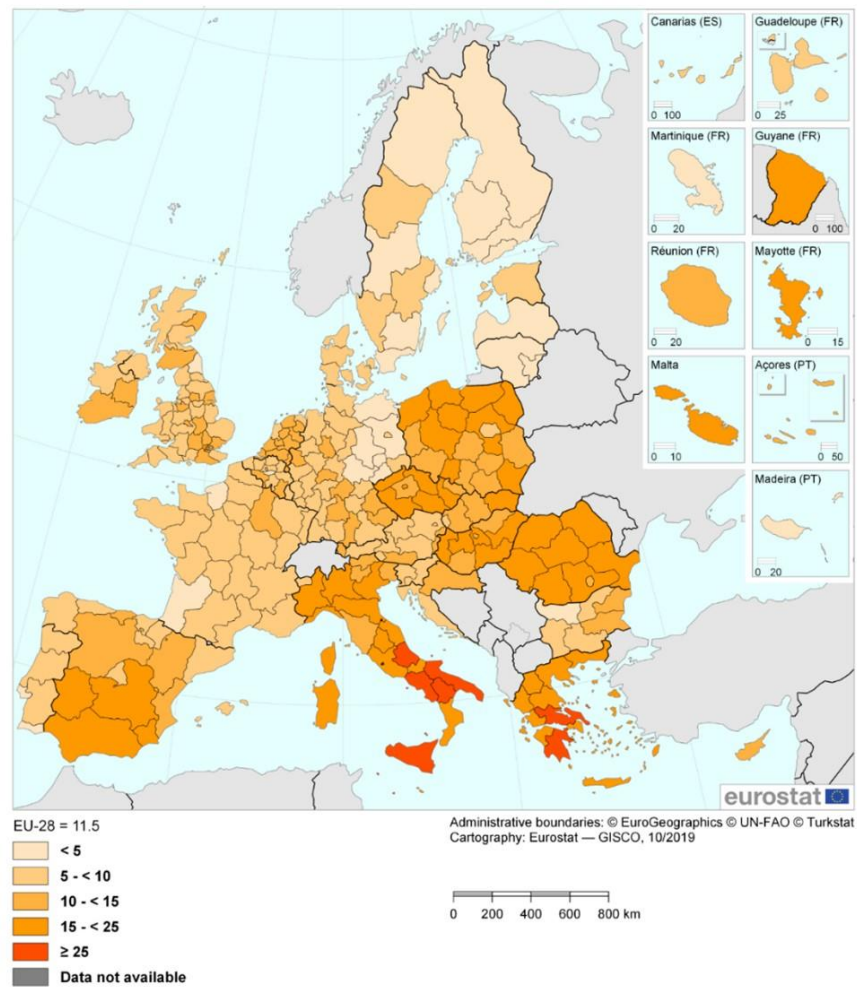 Canarias (ES)
0 100
Guadeloupe (FR)
0 25
Martinique (FR)
0 20
Guyane (FR)
0 100
Réunion (FR)
0 20
Mayotte (FR)
0 15
Malta
0 10
Açores (PT)
0 50
Madeira (PT)
0 20
eurostat
EU-28 = 11.5
< 5
5 - < 10
10 - < 15
15 - < 25
≥ 25
Data not available
Administrative boundaries: © EuroGeographics © UN-FAO © Turkstat
Cartography: Eurostat — GISCO, 10/2019
0 200 400 600 800 km